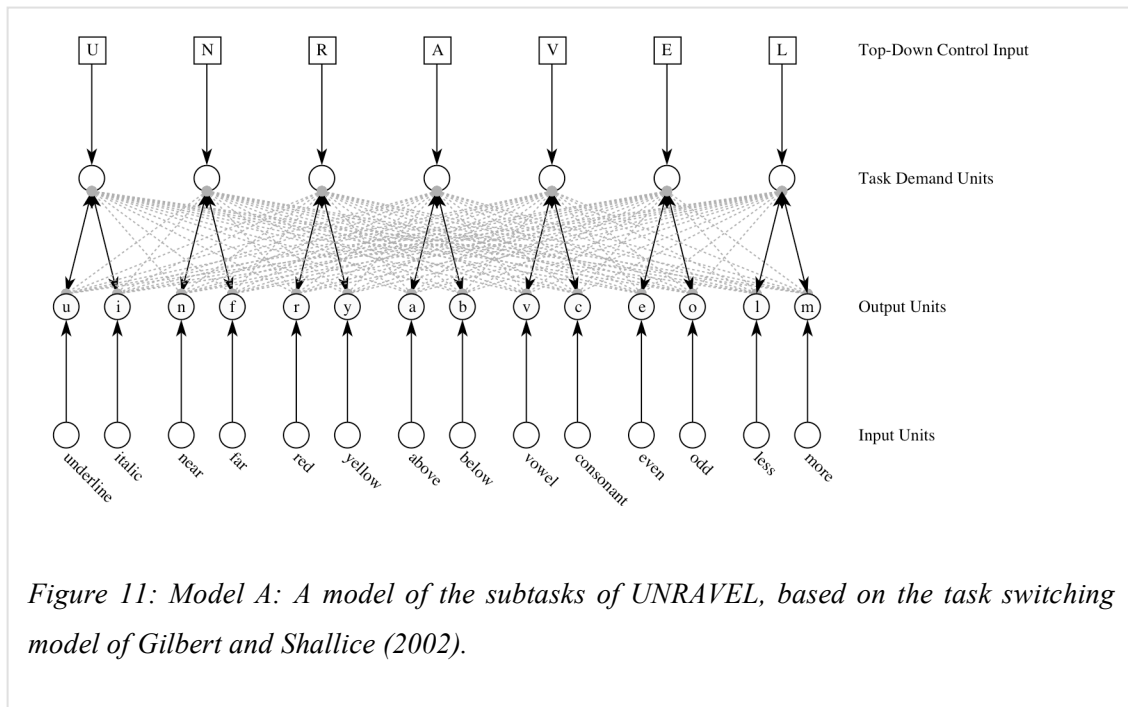 U N R A V E L Top-Down Control Input
Task Demand Units
u i n f r y a b v c e o l m Output Units
Input Units
underline italic near far red yellow above below vowel consonant even odd less more
Figure 11: Model A: A model of the subtasks of UNRAVEL, based on the task switching
model of Gilbert and Shallice (2002).